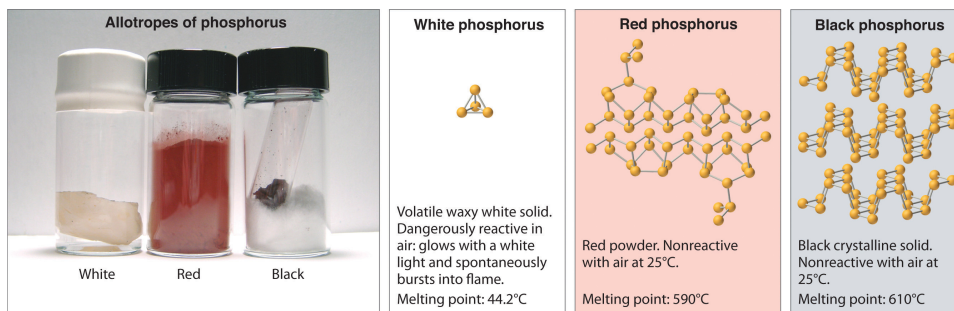 Allotropes of phosphorus
White
Red
Black
White phosphorus
Volatile waxy white solid.
Dangerously reactive in
air: glows with a white
light and spontaneously
bursts into flame.
Melting point: 44.2°C
Red phosphorus
Red powder. Nonreactive
with air at 25°C.
Melting point: 590°C
Black phosphorus
Black crystalline solid.
Nonreactive with air at
25°C.
Melting point: 610°C